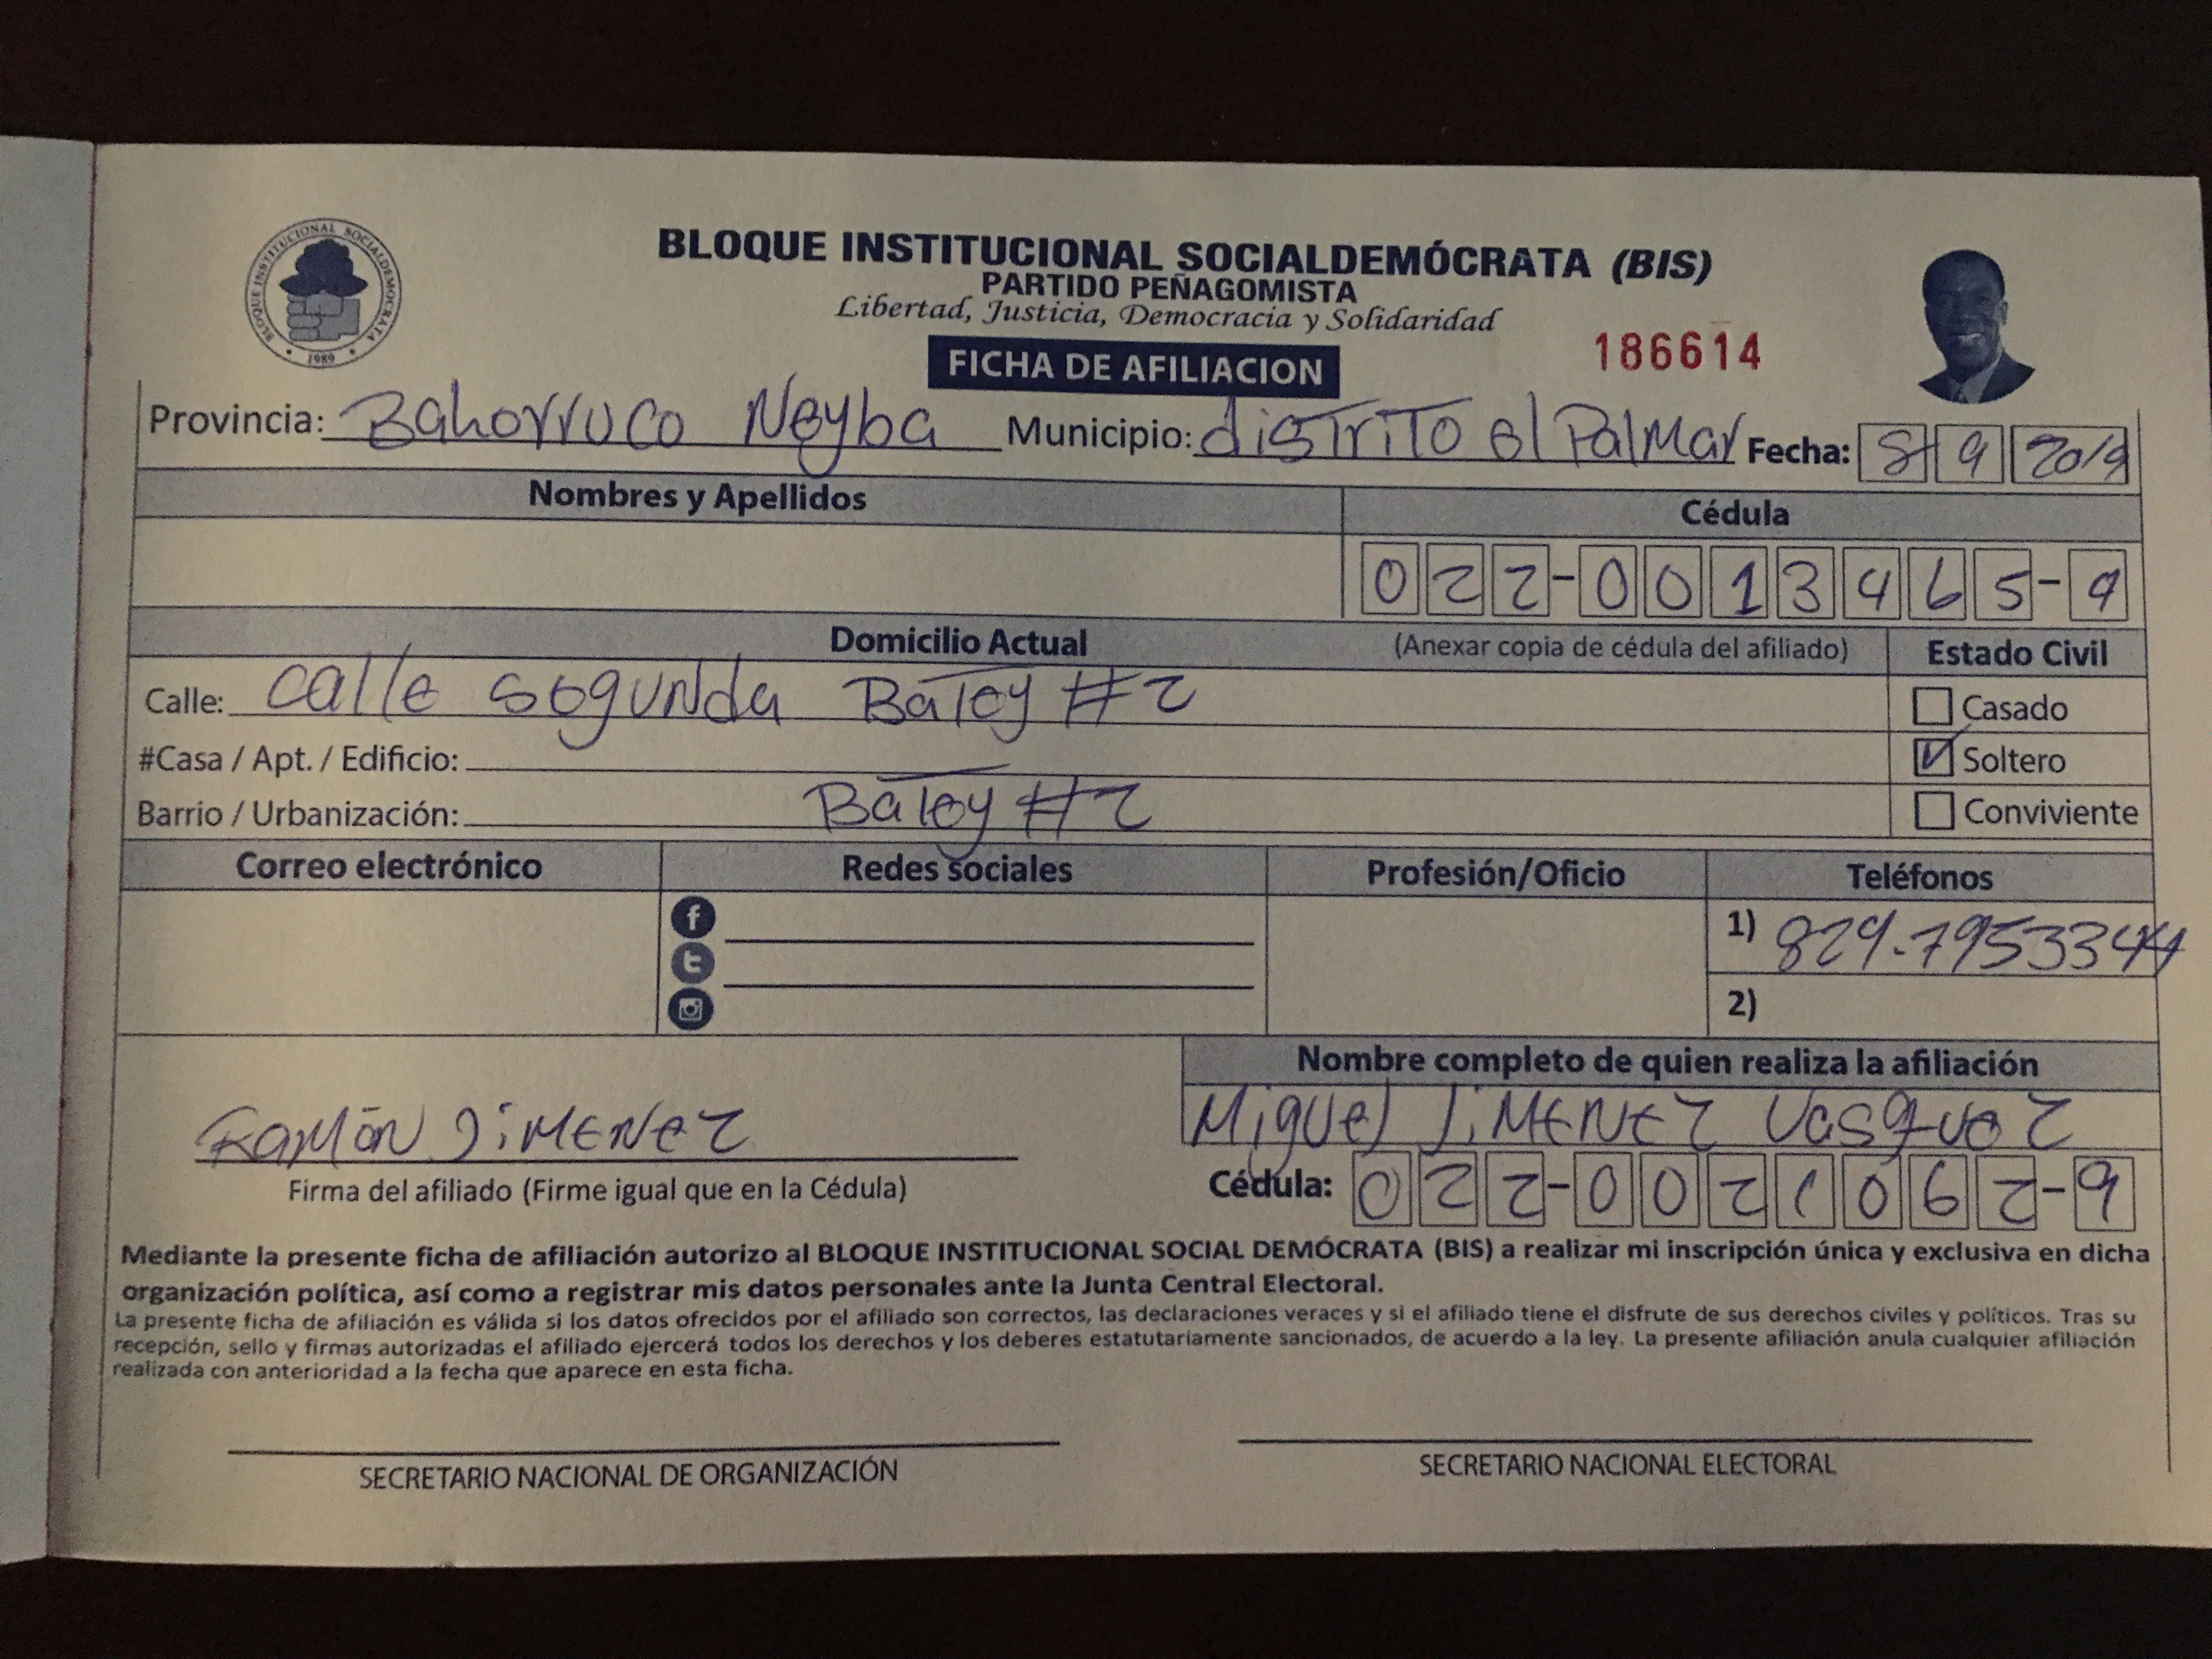 BLOQUE INSTITUCIONAL SOCIALDEMÓCRATA
1989
BLOQUE INSTITUCIONAL SOCIALDEMÓCRATA (BIS)
PARTIDO PEÑAGOMISTA
Libertad, Justicia, Democracia y Solidaridad
186614
FICHA DE AFILIACION
Provincia: Bahorruco Neyba Municipio: distrito el Palmar Fecha: 8 9 2019
Nombres y Apellidos Cédula
022-0013465-9
Domicilio Actual (Anexar copia de cédula del afiliado) Estado Civil
Calle: calle segunda Batey #2 Casado
#Casa / Apt. / Edificio: Soltero
Barrio / Urbanización: Batey #2 Conviviente
Correo electrónico Redes sociales Profesión/Oficio Teléfonos
1) 829-7953344
2)
Nombre completo de quien realiza la afiliación
Ramón JiMENez Miguel JiMENEZ Vasquez
Firma del afiliado (Firme igual que en la Cédula) Cédula: 022-0021062-9
Mediante la presente ficha de afiliación autorizo al BLOQUE INSTITUCIONAL SOCIAL DEMÓCRATA (BIS) a realizar mi inscripción única y exclusiva en dicha
organización política, así como a registrar mis datos personales ante la Junta Central Electoral.
La presente ficha de afiliación es válida si los datos ofrecidos por el afiliado son correctos, las declaraciones veraces y si el afiliado tiene el disfrute de sus derechos civiles y políticos. Tras su
recepción, sello y firmas autorizadas el afiliado ejercerá todos los derechos y los deberes estatutariamente sancionados, de acuerdo a la ley. La presente afiliación anula cualquier afiliación
realizada con anterioridad a la fecha que aparece en esta ficha.
SECRETARIO NACIONAL DE ORGANIZACIÓN SECRETARIO NACIONAL ELECTORAL